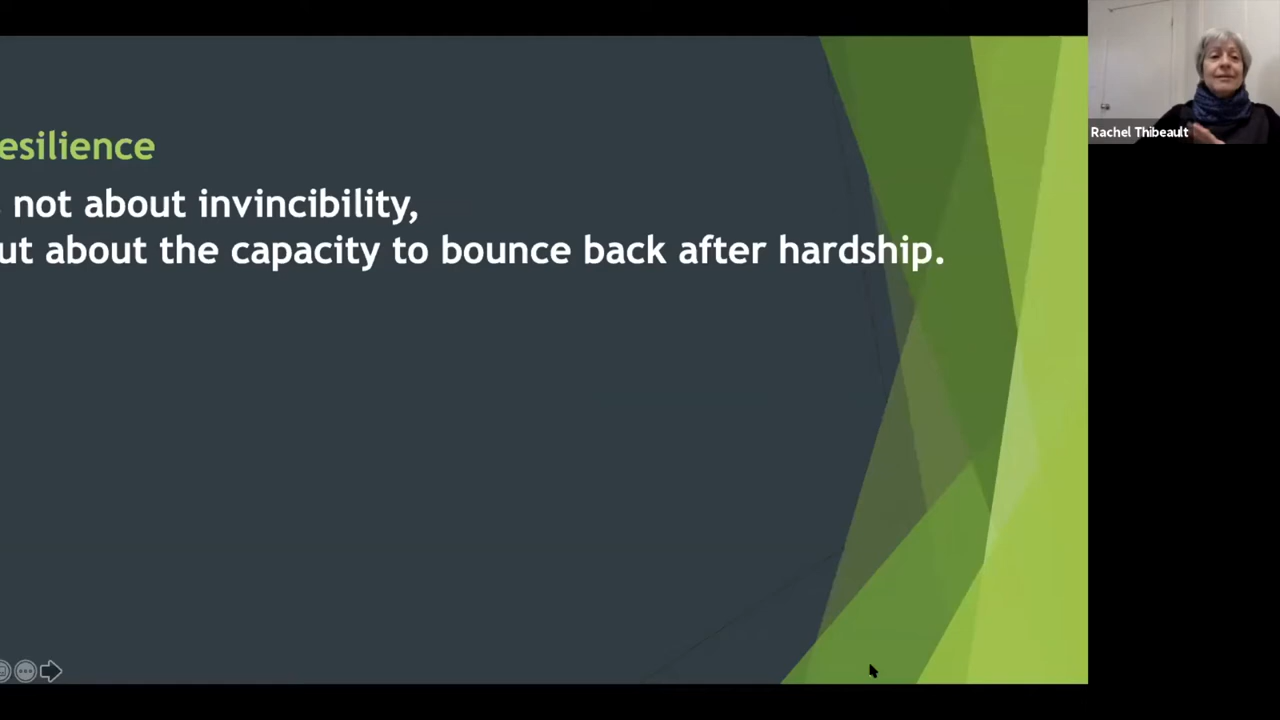 esilience
not about invincibility,
ut about the capacity to bounce back after hardship.
Rachel Thibeault